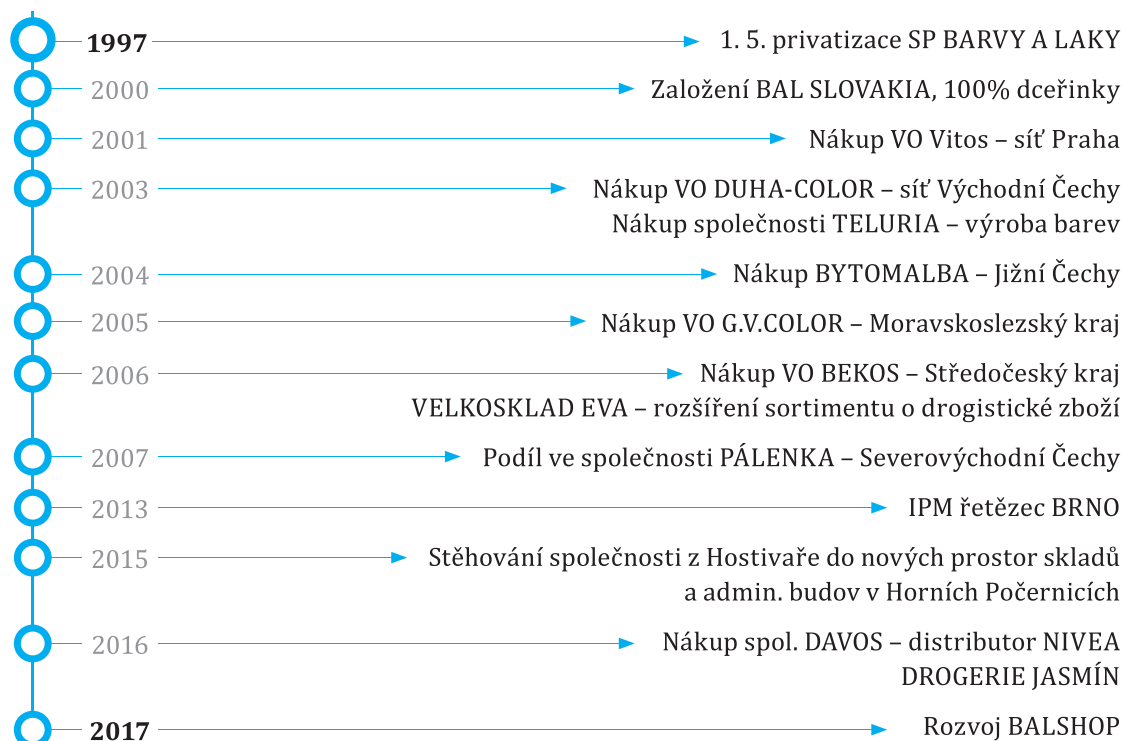 1997 1. 5. privatizace SP BARVY A LAKY
2000 Založení BAL SLOVAKIA, 100% dceřinky
2001 Nákup VO Vitos – síť Praha
2003 Nákup VO DUHA-COLOR – síť Východní Čechy
Nákup společnosti TELURIA – výroba barev
2004 Nákup BYTOMALBA – Jižní Čechy
2005 Nákup VO G.V.COLOR – Moravskoslezský kraj
2006 Nákup VO BEKOS – Středočeský kraj
VELKOSKLAD EVA – rozšíření sortimentu o drogistické zboží
2007 Podíl ve společnosti PÁLENKA – Severovýchodní Čechy
2013 IPM řetězec BRNO
2015 Stěhování společnosti z Hostivaře do nových prostor skladů
a admin. budov v Horních Počernicích
2016 Nákup spol. DAVOS – distributor NIVEA
DROGERIE JASMÍN
2017 Rozvoj BALSHOP